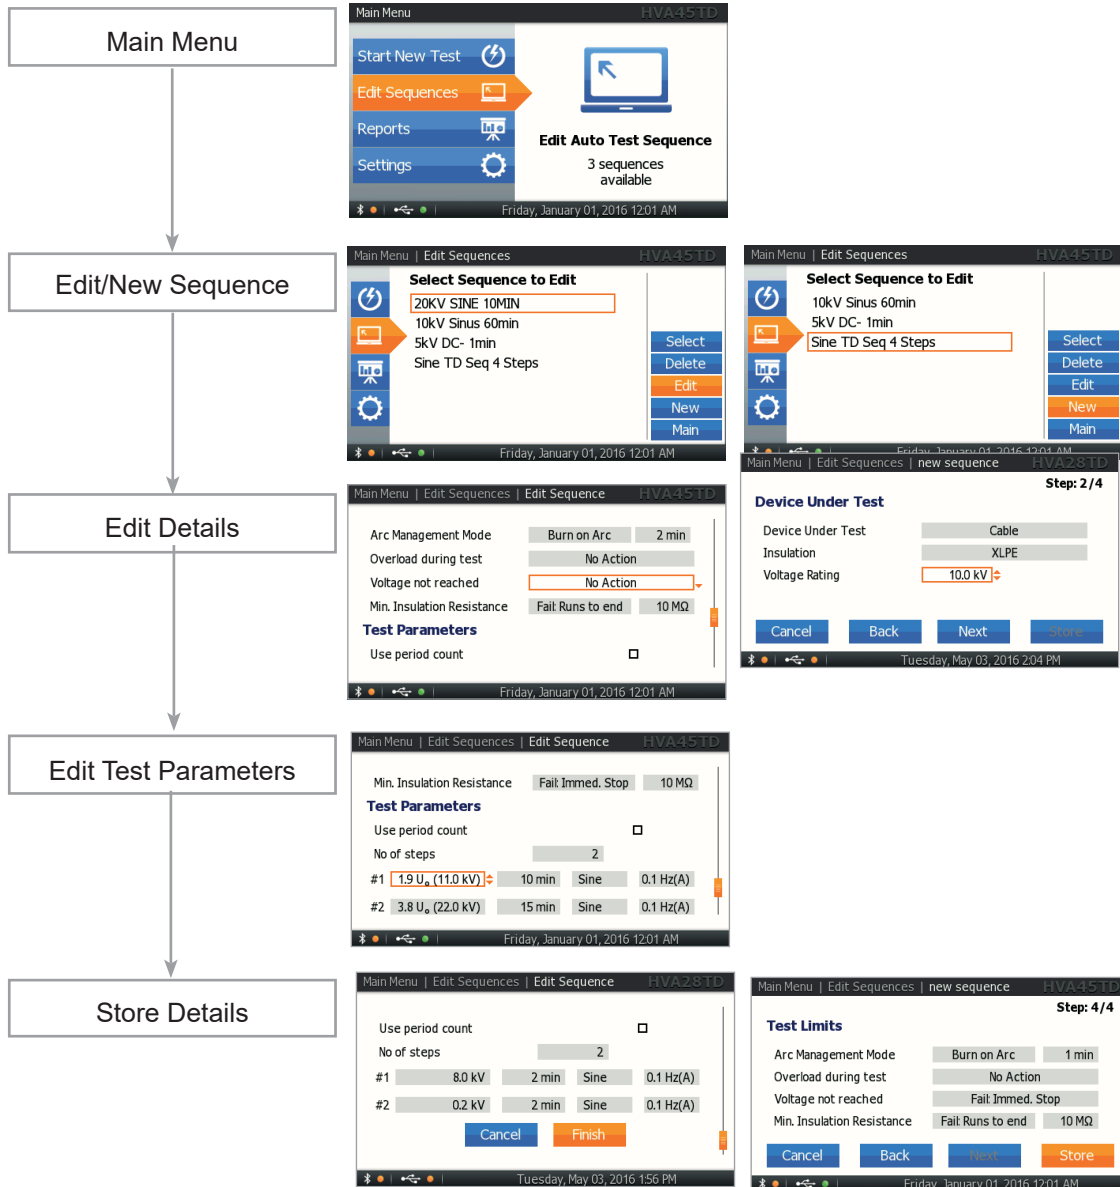 Main Menu
Main Menu HVA45TD
Start New Test
Edit Sequences
Reports
Settings
Edit Auto Test Sequence
3 sequences
available
Friday, January 01, 2016 12:01 AM
Edit/New Sequence
Main Menu | Edit Sequences HVA45TD
Select Sequence to Edit
20KV SINE 10MIN
10kV Sinus 60min
5kV DC- 1min
Sine TD Seq 4 Steps
Select
Delete
Edit
New
Main
Friday, January 01, 2016 12:01 AM
Main Menu | Edit Sequences HVA45TD
Select Sequence to Edit
10kV Sinus 60min
5kV DC- 1min
Sine TD Seq 4 Steps
Select
Delete
Edit
New
Main
Friday, January 01, 2016 12:01 AM
Edit Details
Main Menu | Edit Sequences | Edit Sequence HVA45TD
Arc Management Mode Burn on Arc 2 min
Overload during test No Action
Voltage not reached No Action
Min. Insulation Resistance Fail: Runs to end 10 MΩ
Test Parameters
Use period count
Friday, January 01, 2016 12:01 AM
Main Menu | Edit Sequences | new sequence HVA28TD
Step: 2/4
Device Under Test
Device Under Test Cable
Insulation XLPE
Voltage Rating 10.0 kV
Cancel Back Next Store
Tuesday, May 03, 2016 2:04 PM
Edit Test Parameters
Main Menu | Edit Sequences | Edit Sequence HVA45TD
Min. Insulation Resistance Fail: Immed. Stop 10 MΩ
Test Parameters
Use period count
No of steps 2
#1 1.9 Uₒ (11.0 kV) 10 min Sine 0.1 Hz(A)
#2 3.8 Uₒ (22.0 kV) 15 min Sine 0.1 Hz(A)
Friday, January 01, 2016 12:01 AM
Store Details
Main Menu | Edit Sequences | Edit Sequence HVA28TD
Use period count
No of steps 2
#1 8.0 kV 2 min Sine 0.1 Hz(A)
#2 0.2 kV 2 min Sine 0.1 Hz(A)
Cancel Finish
Tuesday, May 03, 2016 1:56 PM
Main Menu | Edit Sequences | new sequence HVA45TD
Step: 4/4
Test Limits
Arc Management Mode Burn on Arc 1 min
Overload during test No Action
Voltage not reached Fail: Immed. Stop
Min. Insulation Resistance Fail: Runs to end 10 MΩ
Cancel Back Next Store
Friday, January 01, 2016 12:01 AM